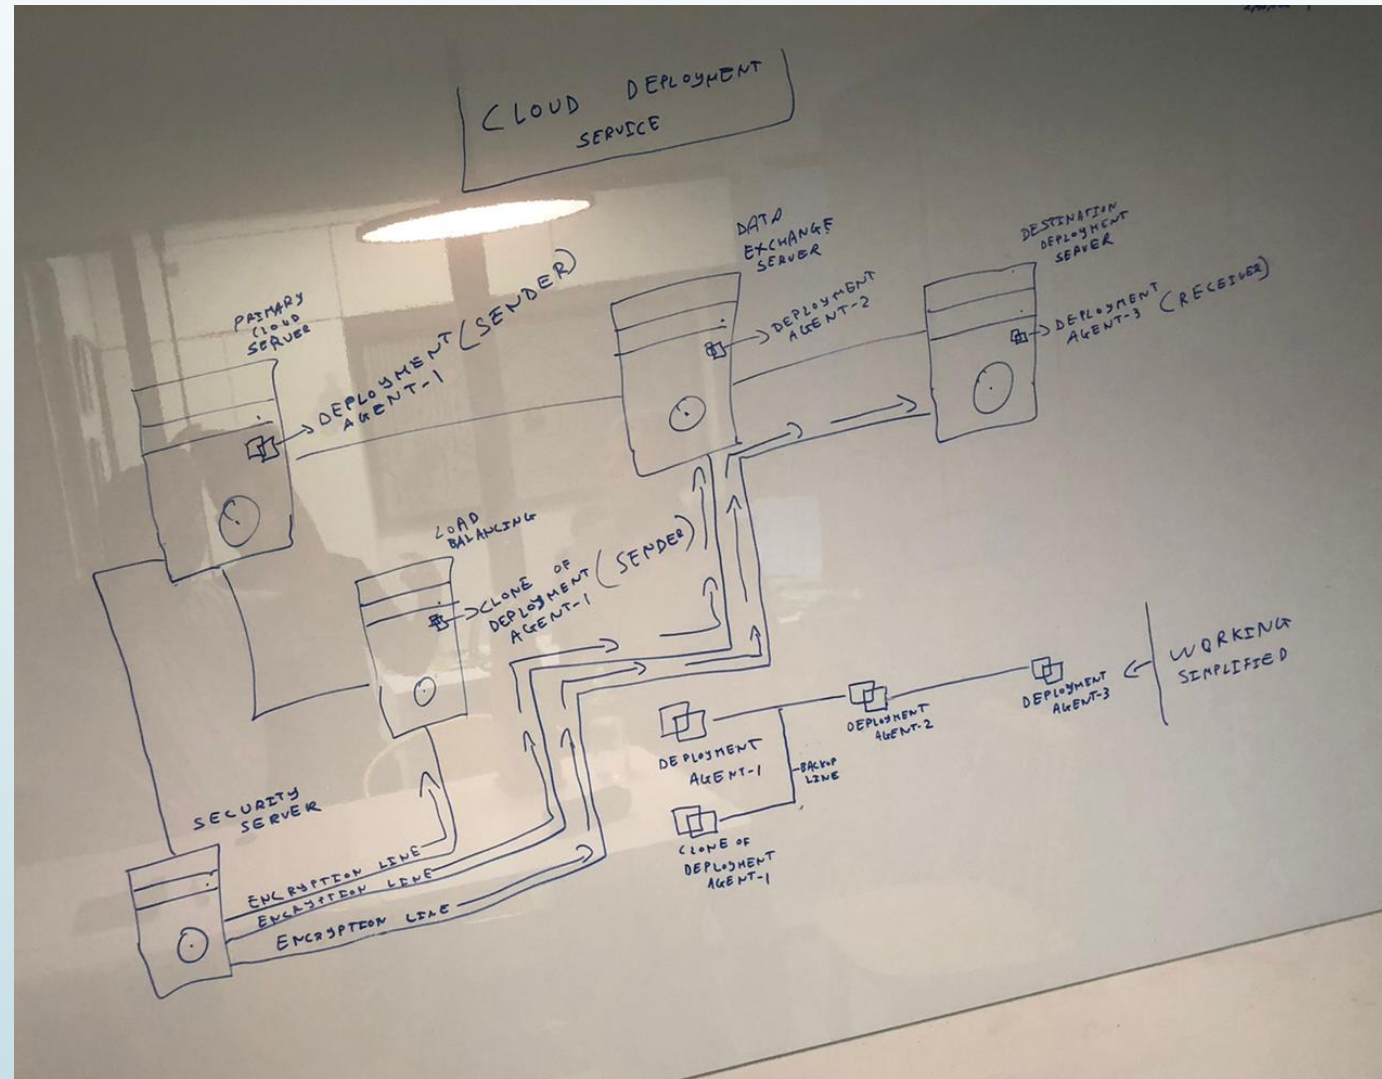 CLOUD DEPLOYMENT
SERVICE
PRIMARY
CLOUD
SERVER
DEPLOYMENT (SENDER)
AGENT-1
DATA
EXCHANGE
SERVER
DEPLOYMENT
AGENT-2
DESTINATION
DEPLOYMENT
SERVER
DEPLOYMENT
AGENT-3 (RECEIVER)
LOAD
BALANCING
CLONE OF
DEPLOYMENT (SENDER)
AGENT-1
SECURITY
SERVER
ENCRYPTION LINE
ENCRYPTION LINE
ENCRYPTION LINE
WORKING
SIMPLIFIED
DEPLOYMENT
AGENT-1
BACKUP
LINE
DEPLOYMENT
AGENT-2
DEPLOYMENT
AGENT-3
CLONE OF
DEPLOYMENT
AGENT-1